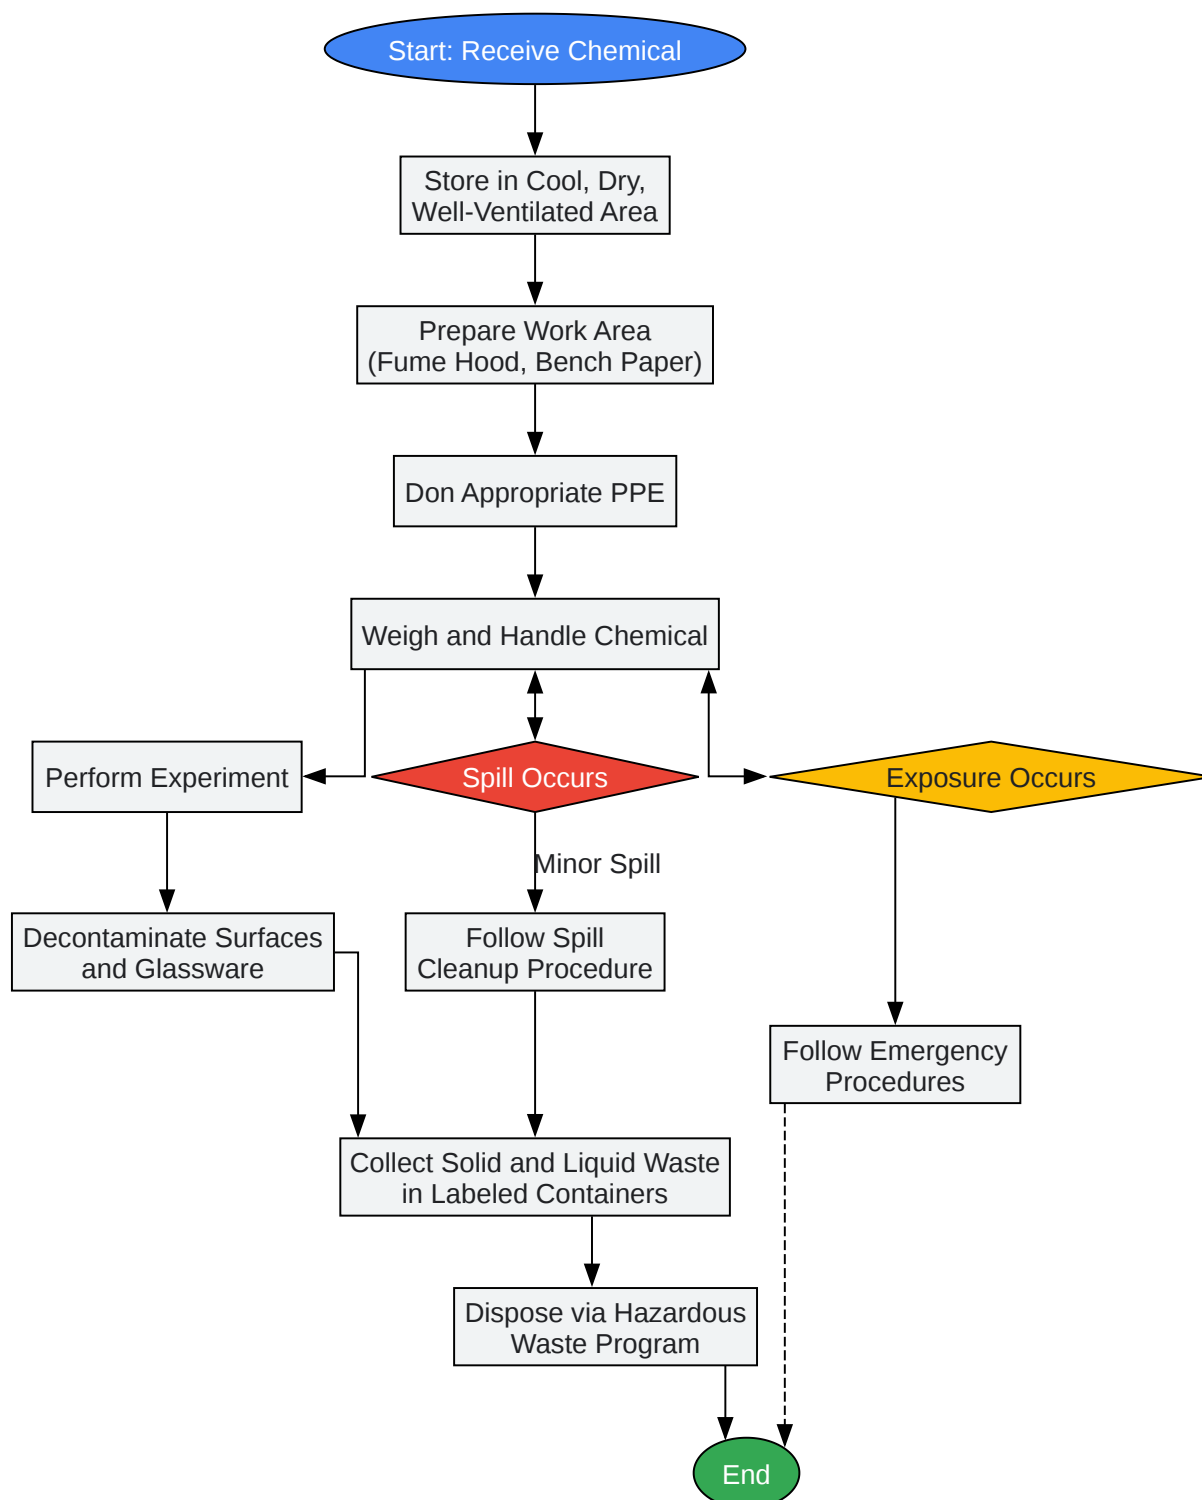 Start: Receive Chemical
Store in Cool, Dry,
Well-Ventilated Area
Prepare Work Area
(Fume Hood, Bench Paper)
Don Appropriate PPE
Weigh and Handle Chemical
Perform Experiment
Spill Occurs
Exposure Occurs
Minor Spill
Decontaminate Surfaces
and Glassware
Follow Spill
Cleanup Procedure
Follow Emergency
Procedures
Collect Solid and Liquid Waste
in Labeled Containers
Dispose via Hazardous
Waste Program
End